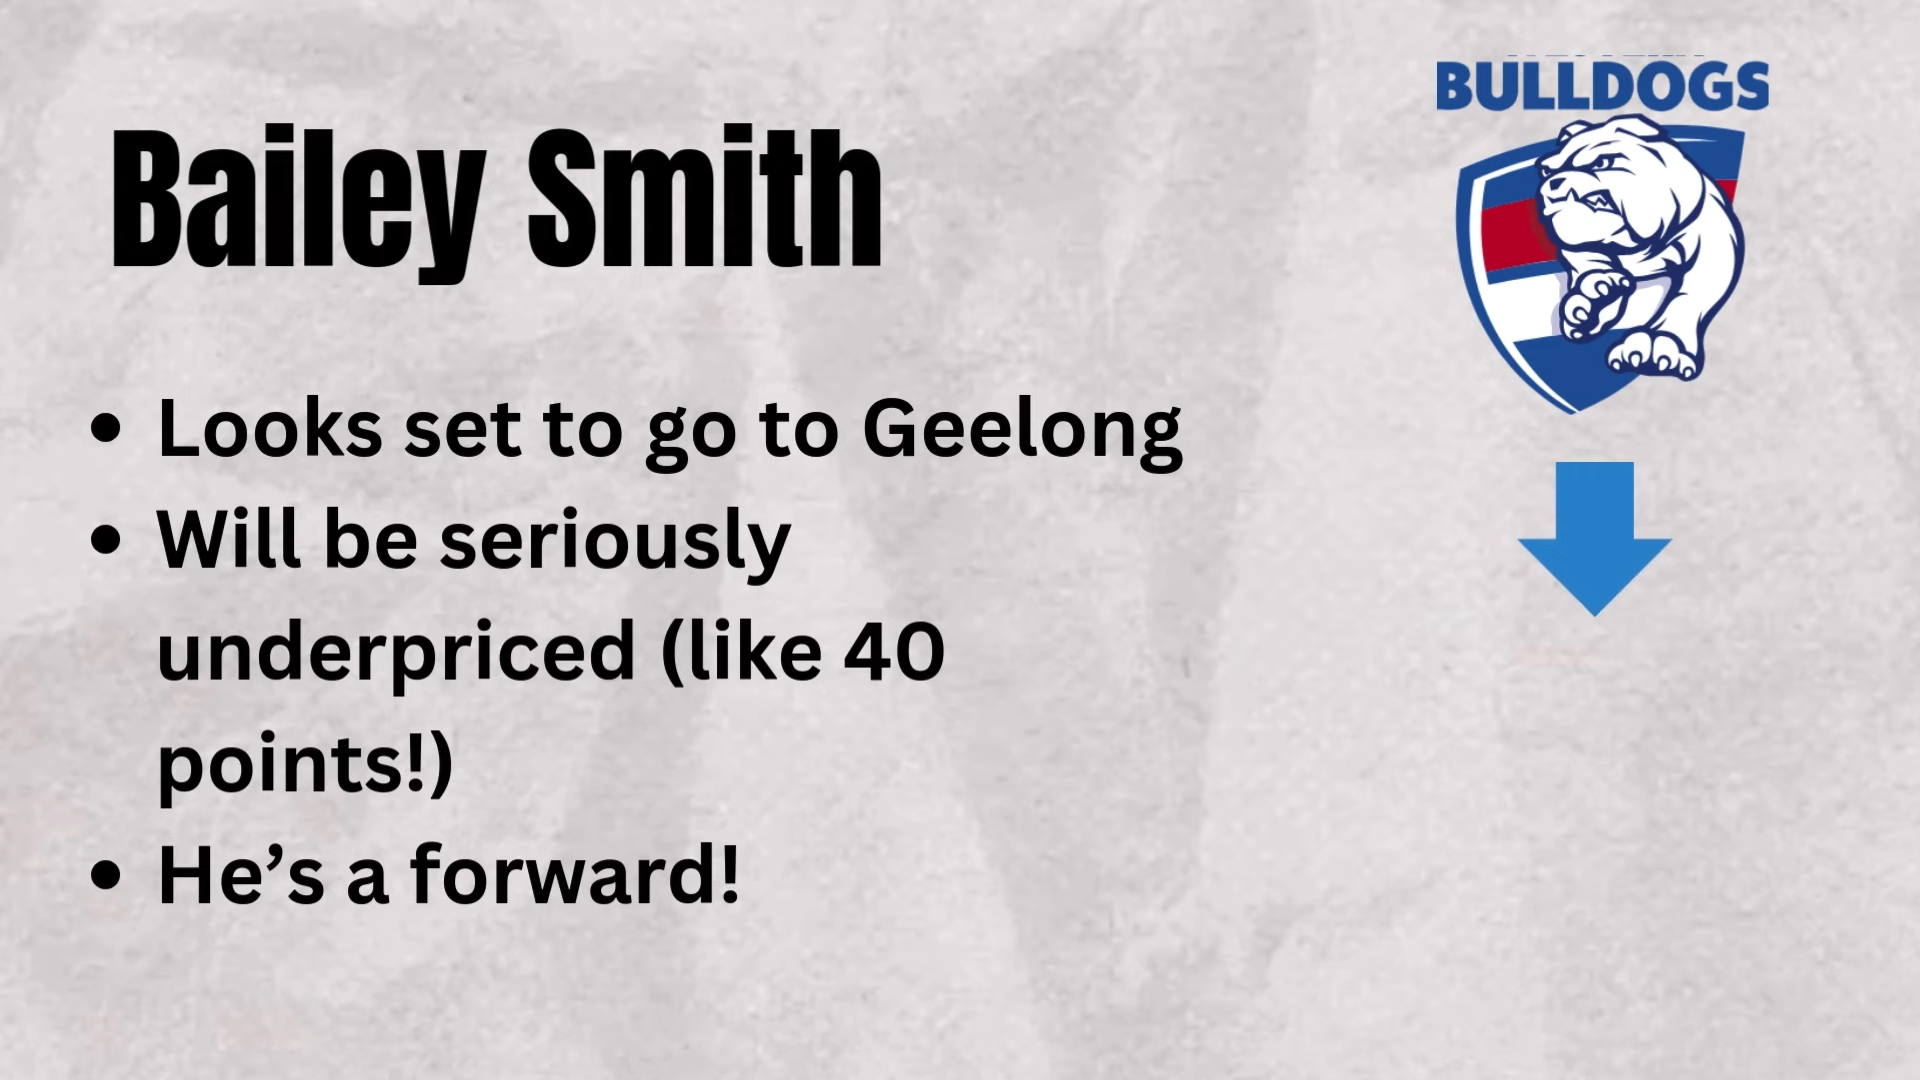 BULLDOGS
Bailey Smith
• Looks set to go to Geelong
• Will be seriously
underpriced (like 40
points!)
• He’s a forward!